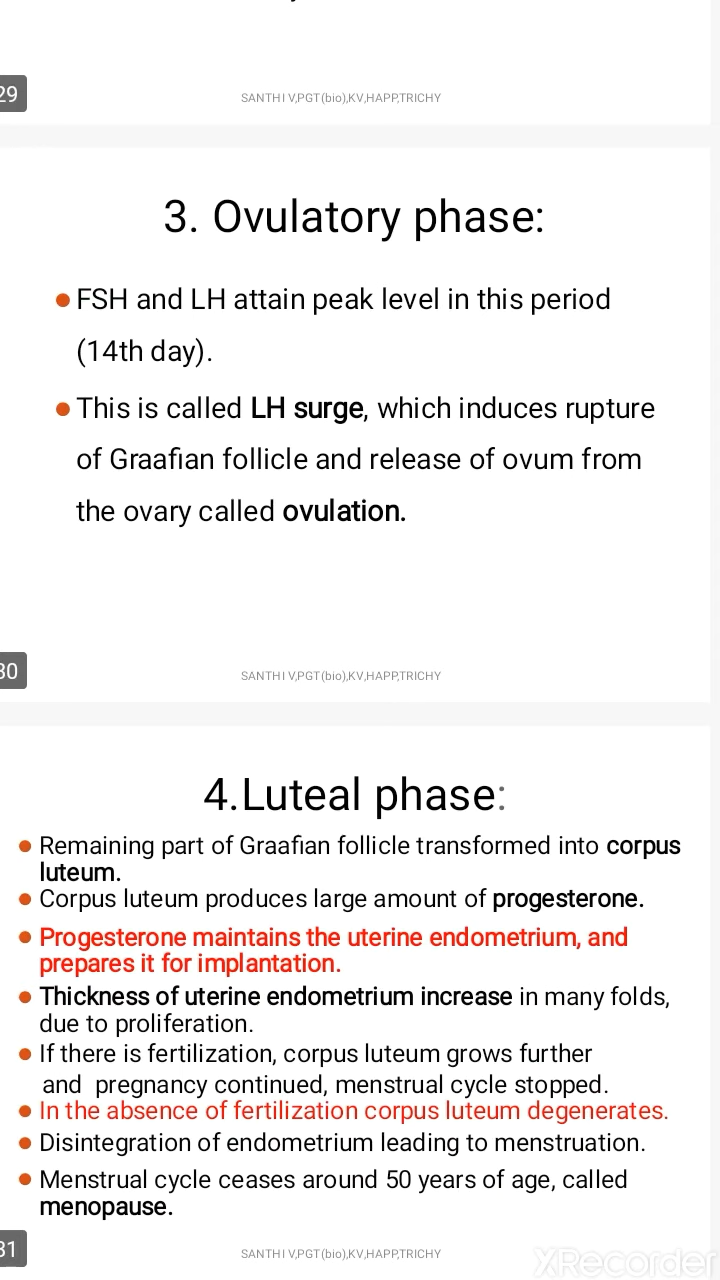 29
SANTHI V,PGT(bio),KV,HAPP,TRICHY
3. Ovulatory phase:
FSH and LH attain peak level in this period
(14th day).
This is called LH surge, which induces rupture
of Graafian follicle and release of ovum from
the ovary called ovulation.
30
SANTHI V,PGT(bio),KV,HAPP,TRICHY
4.Luteal phase:
Remaining part of Graafian follicle transformed into corpus
luteum.
Corpus luteum produces large amount of progesterone.
Progesterone maintains the uterine endometrium, and
prepares it for implantation.
Thickness of uterine endometrium increase in many folds,
due to proliferation.
If there is fertilization, corpus luteum grows further
and pregnancy continued, menstrual cycle stopped.
In the absence of fertilization corpus luteum degenerates.
Disintegration of endometrium leading to menstruation.
Menstrual cycle ceases around 50 years of age, called
menopause.
31
SANTHI V,PGT(bio),KV,HAPP,TRICHY
XRecorder